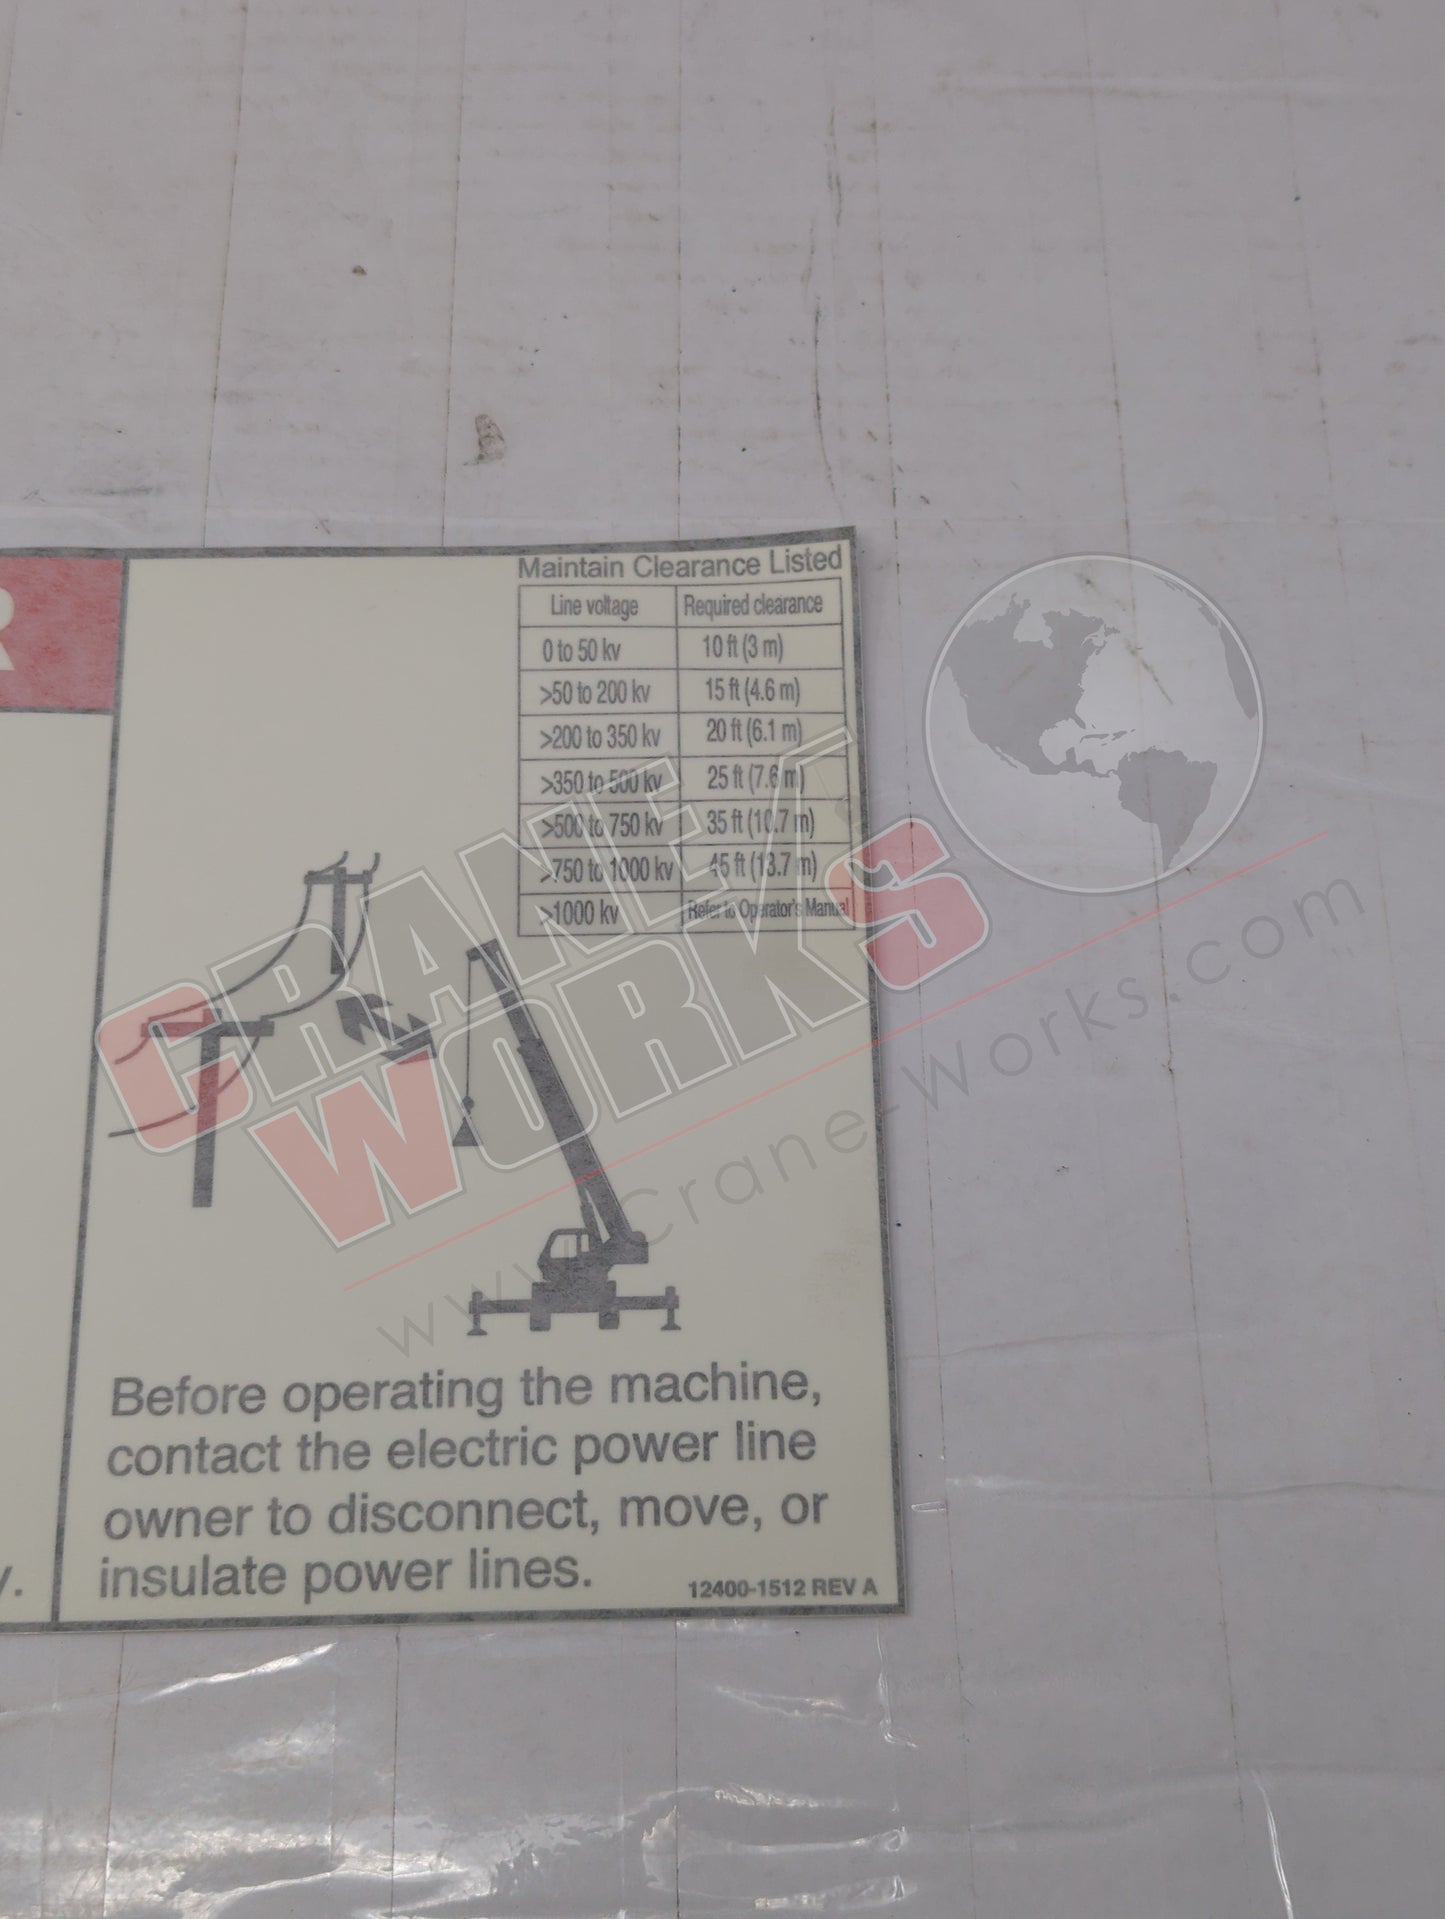 R
Maintain Clearance Listed
Line voltage Required clearance
0 to 50 kv 10 ft (3 m)
>50 to 200 kv 15 ft (4.6 m)
>200 to 350 kv 20 ft (6.1 m)
>350 to 500 kv 25 ft (7.6 m)
>500 to 750 kv 35 ft (10.7 m)
>750 to 1000 kv 45 ft (13.7 m)
>1000 kv Refer to Operator's Manual
CRANE
WORKS
www.Crane-Works.com
Before operating the machine,
contact the electric power line
owner to disconnect, move, or
y. insulate power lines.
12400-1512 REV A